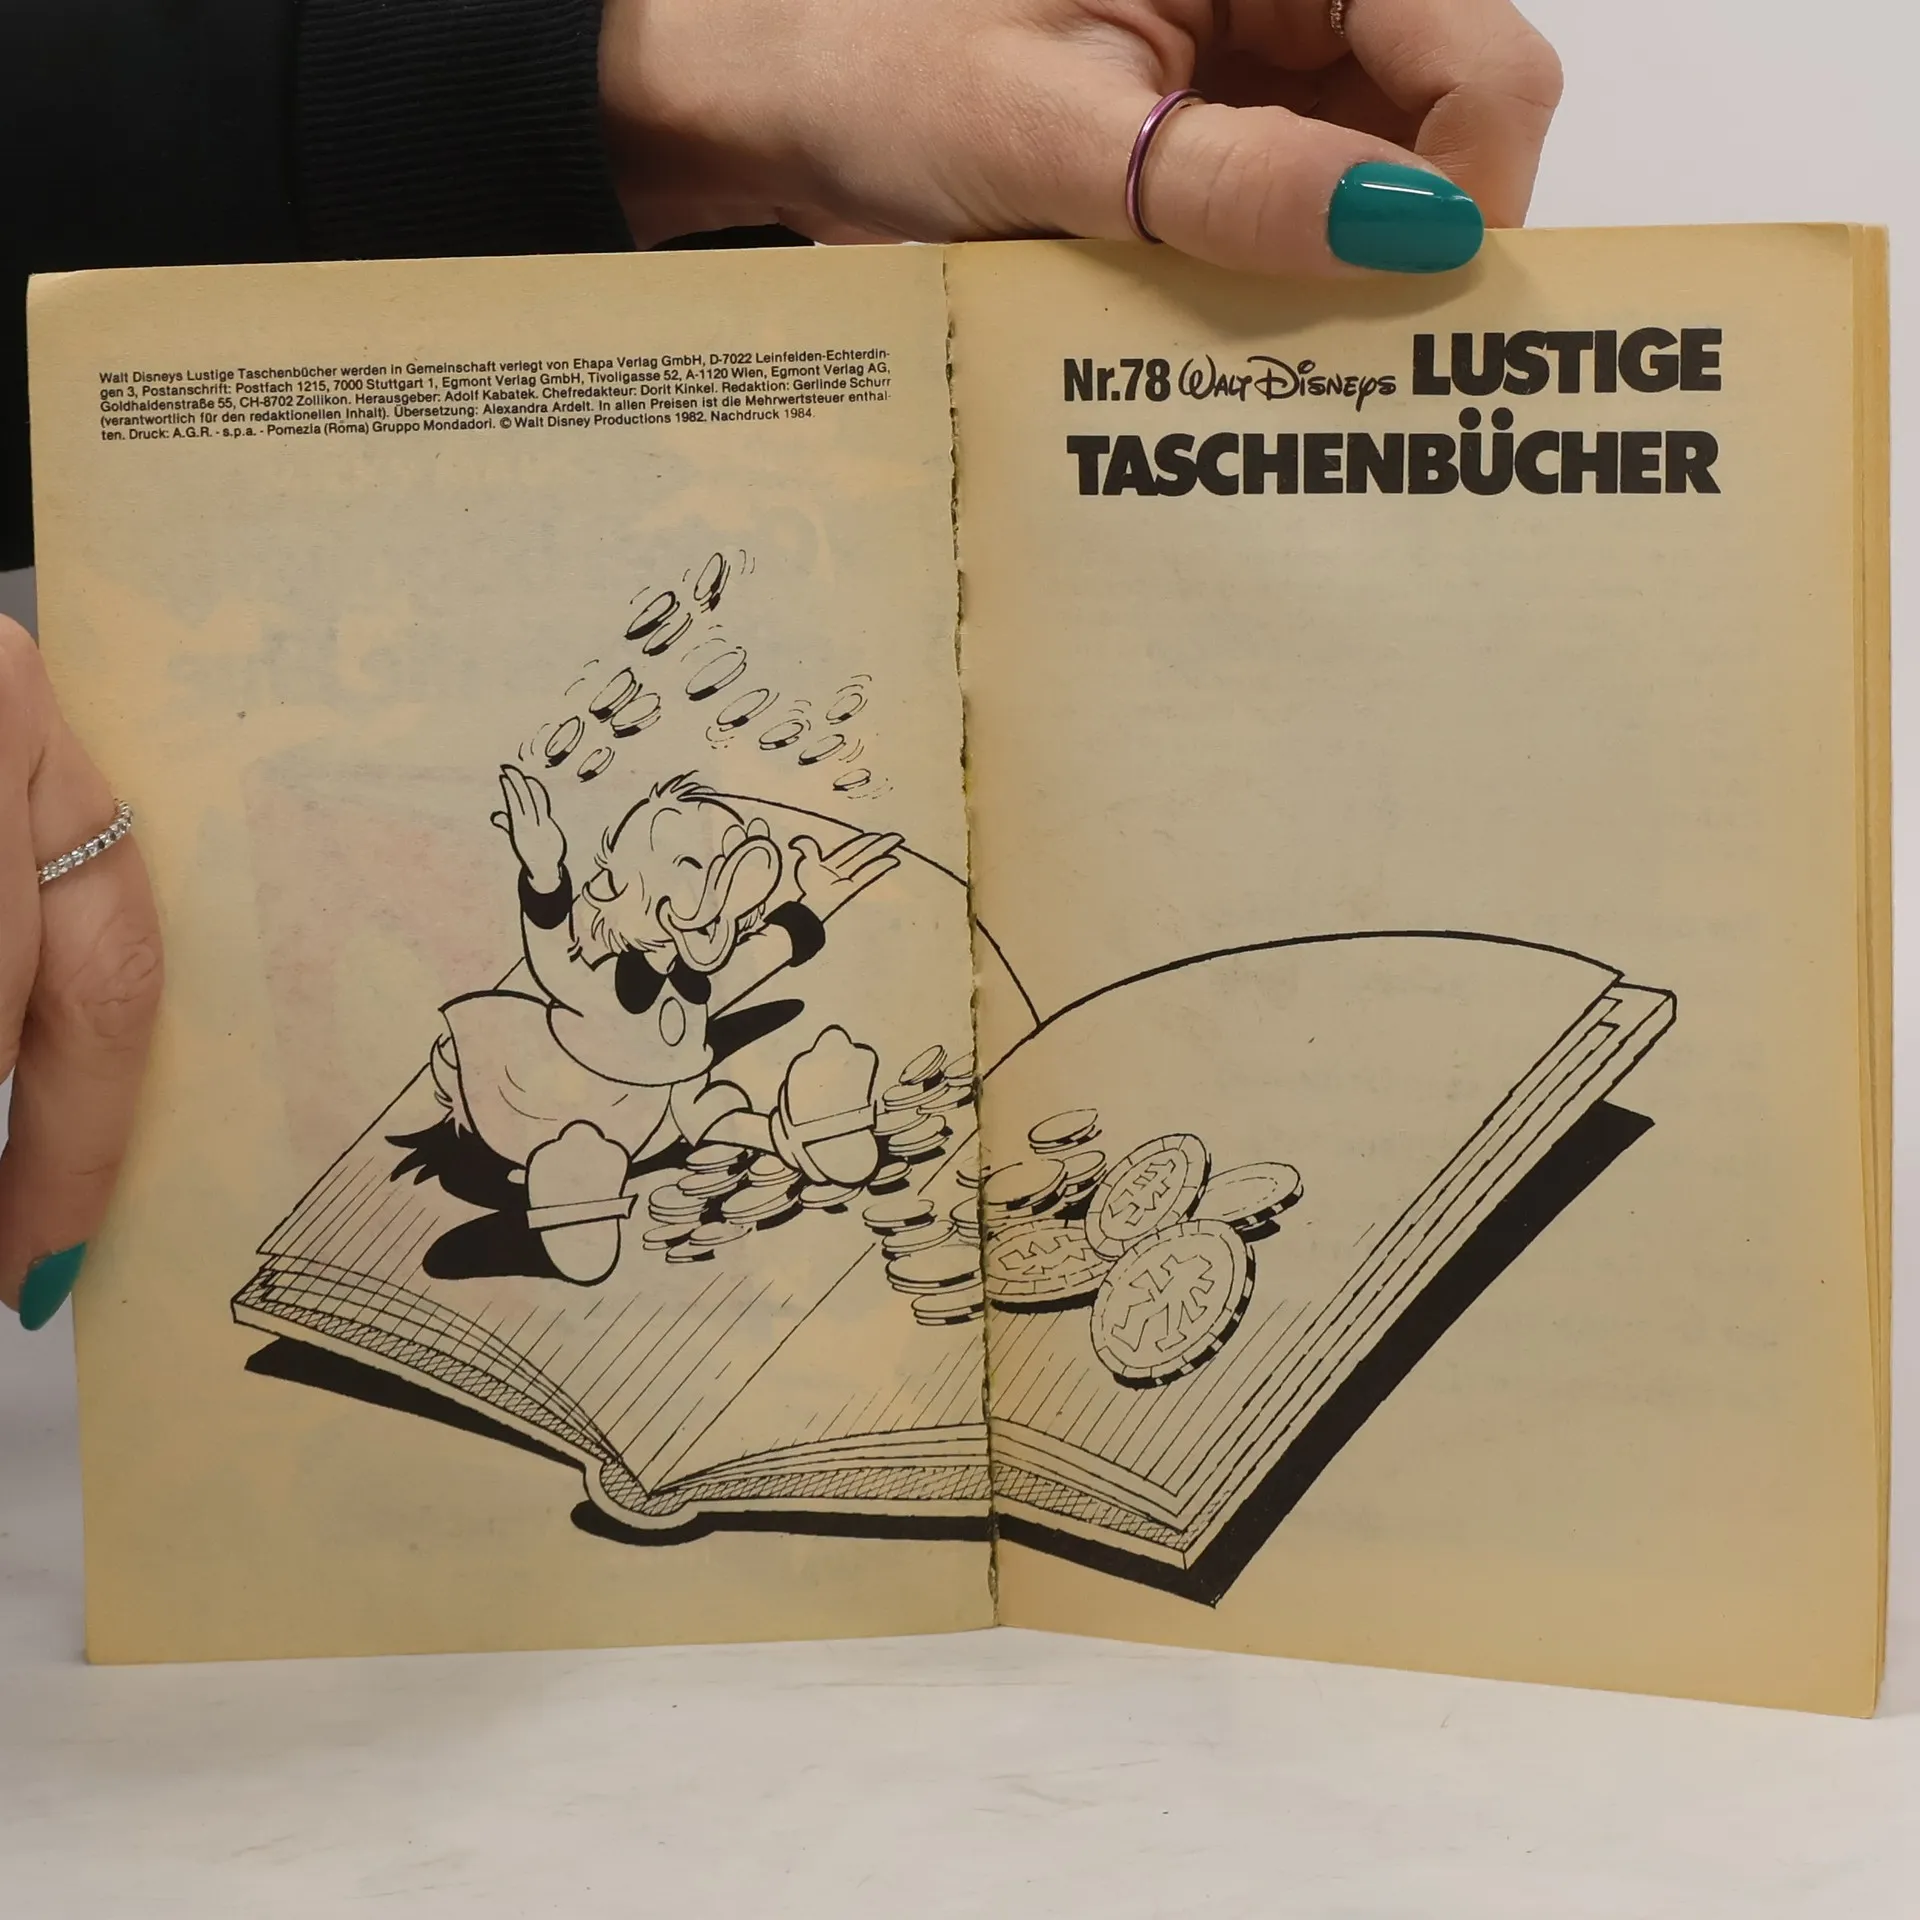 Walt Disneys Lustige Taschenbücher werden in Gemeinschaft verlegt von Ehapa Verlag GmbH, D-7022 Leinfelden-Echterdin-
gen 3, Postanschrift: Postfach 1215, 7000 Stuttgart 1, Egmont Verlag GmbH, Tivoligasse 52, A-1120 Wien, Egmont Verlag AG,
Goldhaldenstraße 55, CH-8702 Zollikon. Herausgeber: Adolf Kabatek. Chefredakteur: Dorit Kinkel. Redaktion: Gerlinde Schurr
(verantwortlich für den redaktionellen Inhalt). Übersetzung: Alexandra Ardelt. In allen Preisen ist die Mehrwertsteuer enthal-
ten. Druck: A.G.R. - s.p.a. - Pomezia (Roma) Gruppo Mondadori. © Walt Disney Productions 1982. Nachdruck 1984.
Nr.78 WALT DISNEYS LUSTIGE
TASCHENBÜCHER